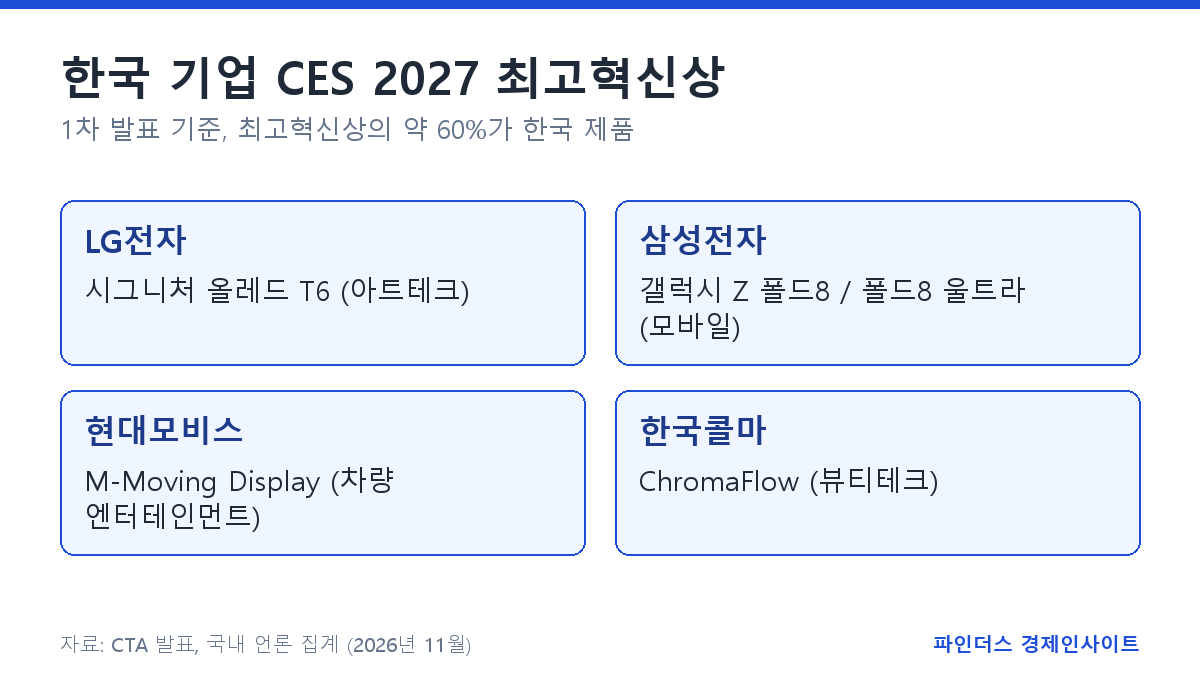 한국 기업 CES 2027 최고혁신상
1차 발표 기준, 최고혁신상의 약 60%가 한국 제품
LG전자
시그니처 올레드 T6 (아트테크)
삼성전자
갤럭시 Z 폴드8 / 폴드8 울트라
(모바일)
현대모비스
M-Moving Display (차량
엔터테인먼트)
한국콜마
ChromaFlow (뷰티테크)
자료: CTA 발표, 국내 언론 집계 (2026년 11월)
파인더스 경제인사이트